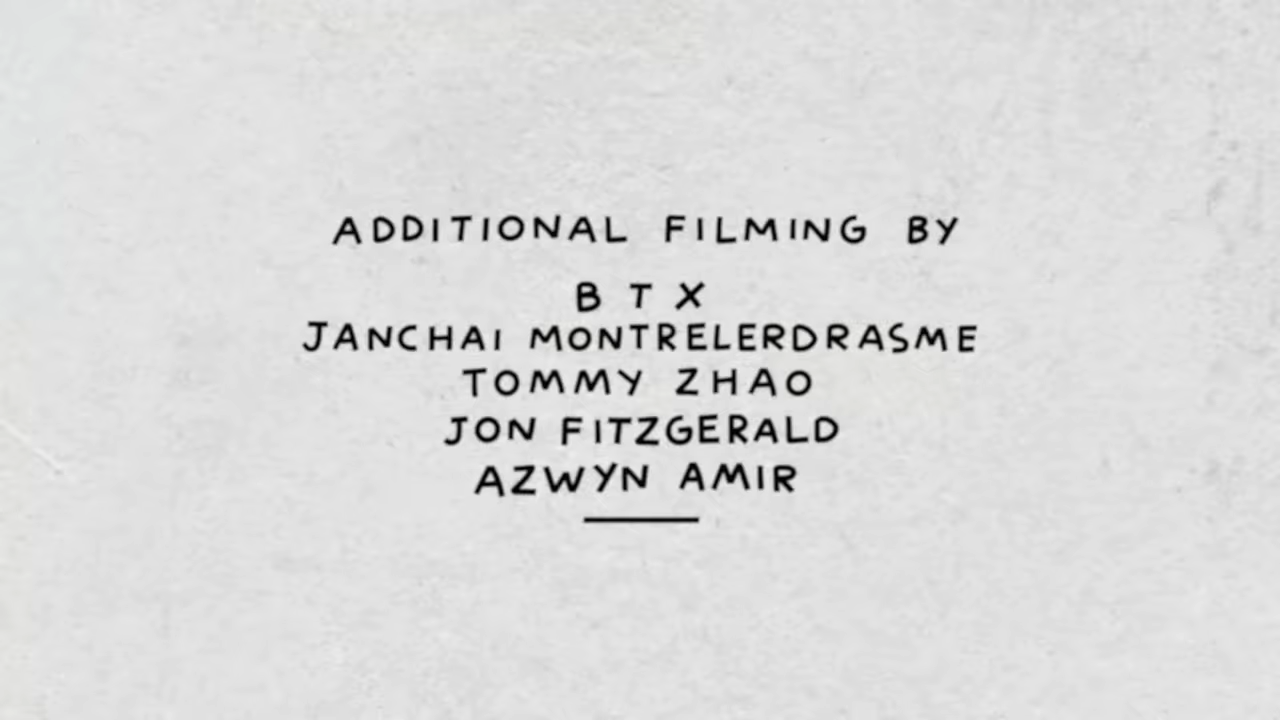 ADDITIONAL FILMING BY
B T X
JANCHAI MONTRELERDRASME
TOMMY ZHAO
JON FITZGERALD
AZWYN AMIR